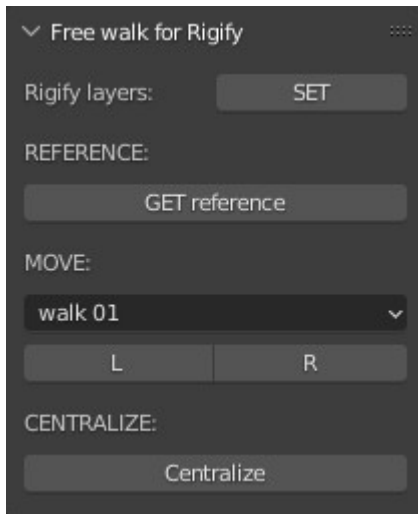 Free walk for Rigify
Rigify layers: SET
REFERENCE:
GET reference
MOVE:
walk 01
L R
CENTRALIZE:
Centralize